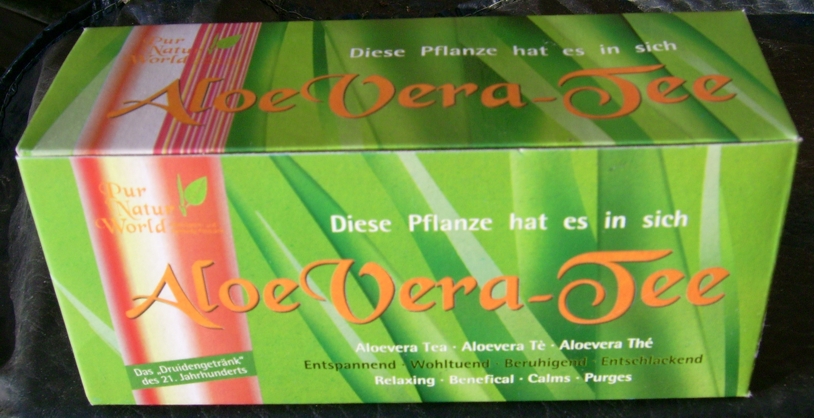 Pur
Natur
World
Diese Pflanze hat es in sich
AloeVera-Tee
Pur
Natur
World
Diese Pflanze hat es in sich
AloeVera-Tee
Aloevera Tea · Aloevera Tè · Aloevera Thé
Entspannend · Wohltuend · Beruhigend · Entschlackend
Relaxing · Benefical · Calms · Purges
Das „Druidengetränk"
des 21. Jahrhunderts